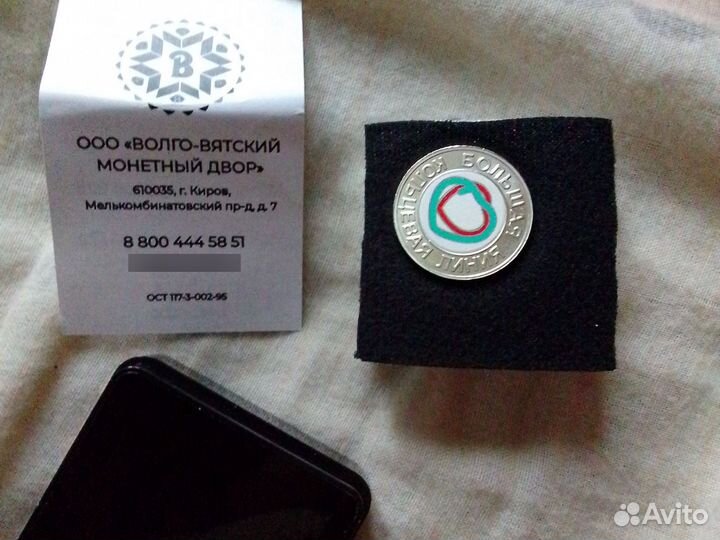 В
ООО «ВОЛГО-ВЯТСКИЙ
МОНЕТНЫЙ ДВОР»
610035, г. Киров,
Мелькомбинатовский пр-д, д. 7
8 800 444 58 51
ОСТ 117-3-002-95
БОЛЬШАЯ КОЛЬЦЕВАЯ ЛИНИЯ
Avito